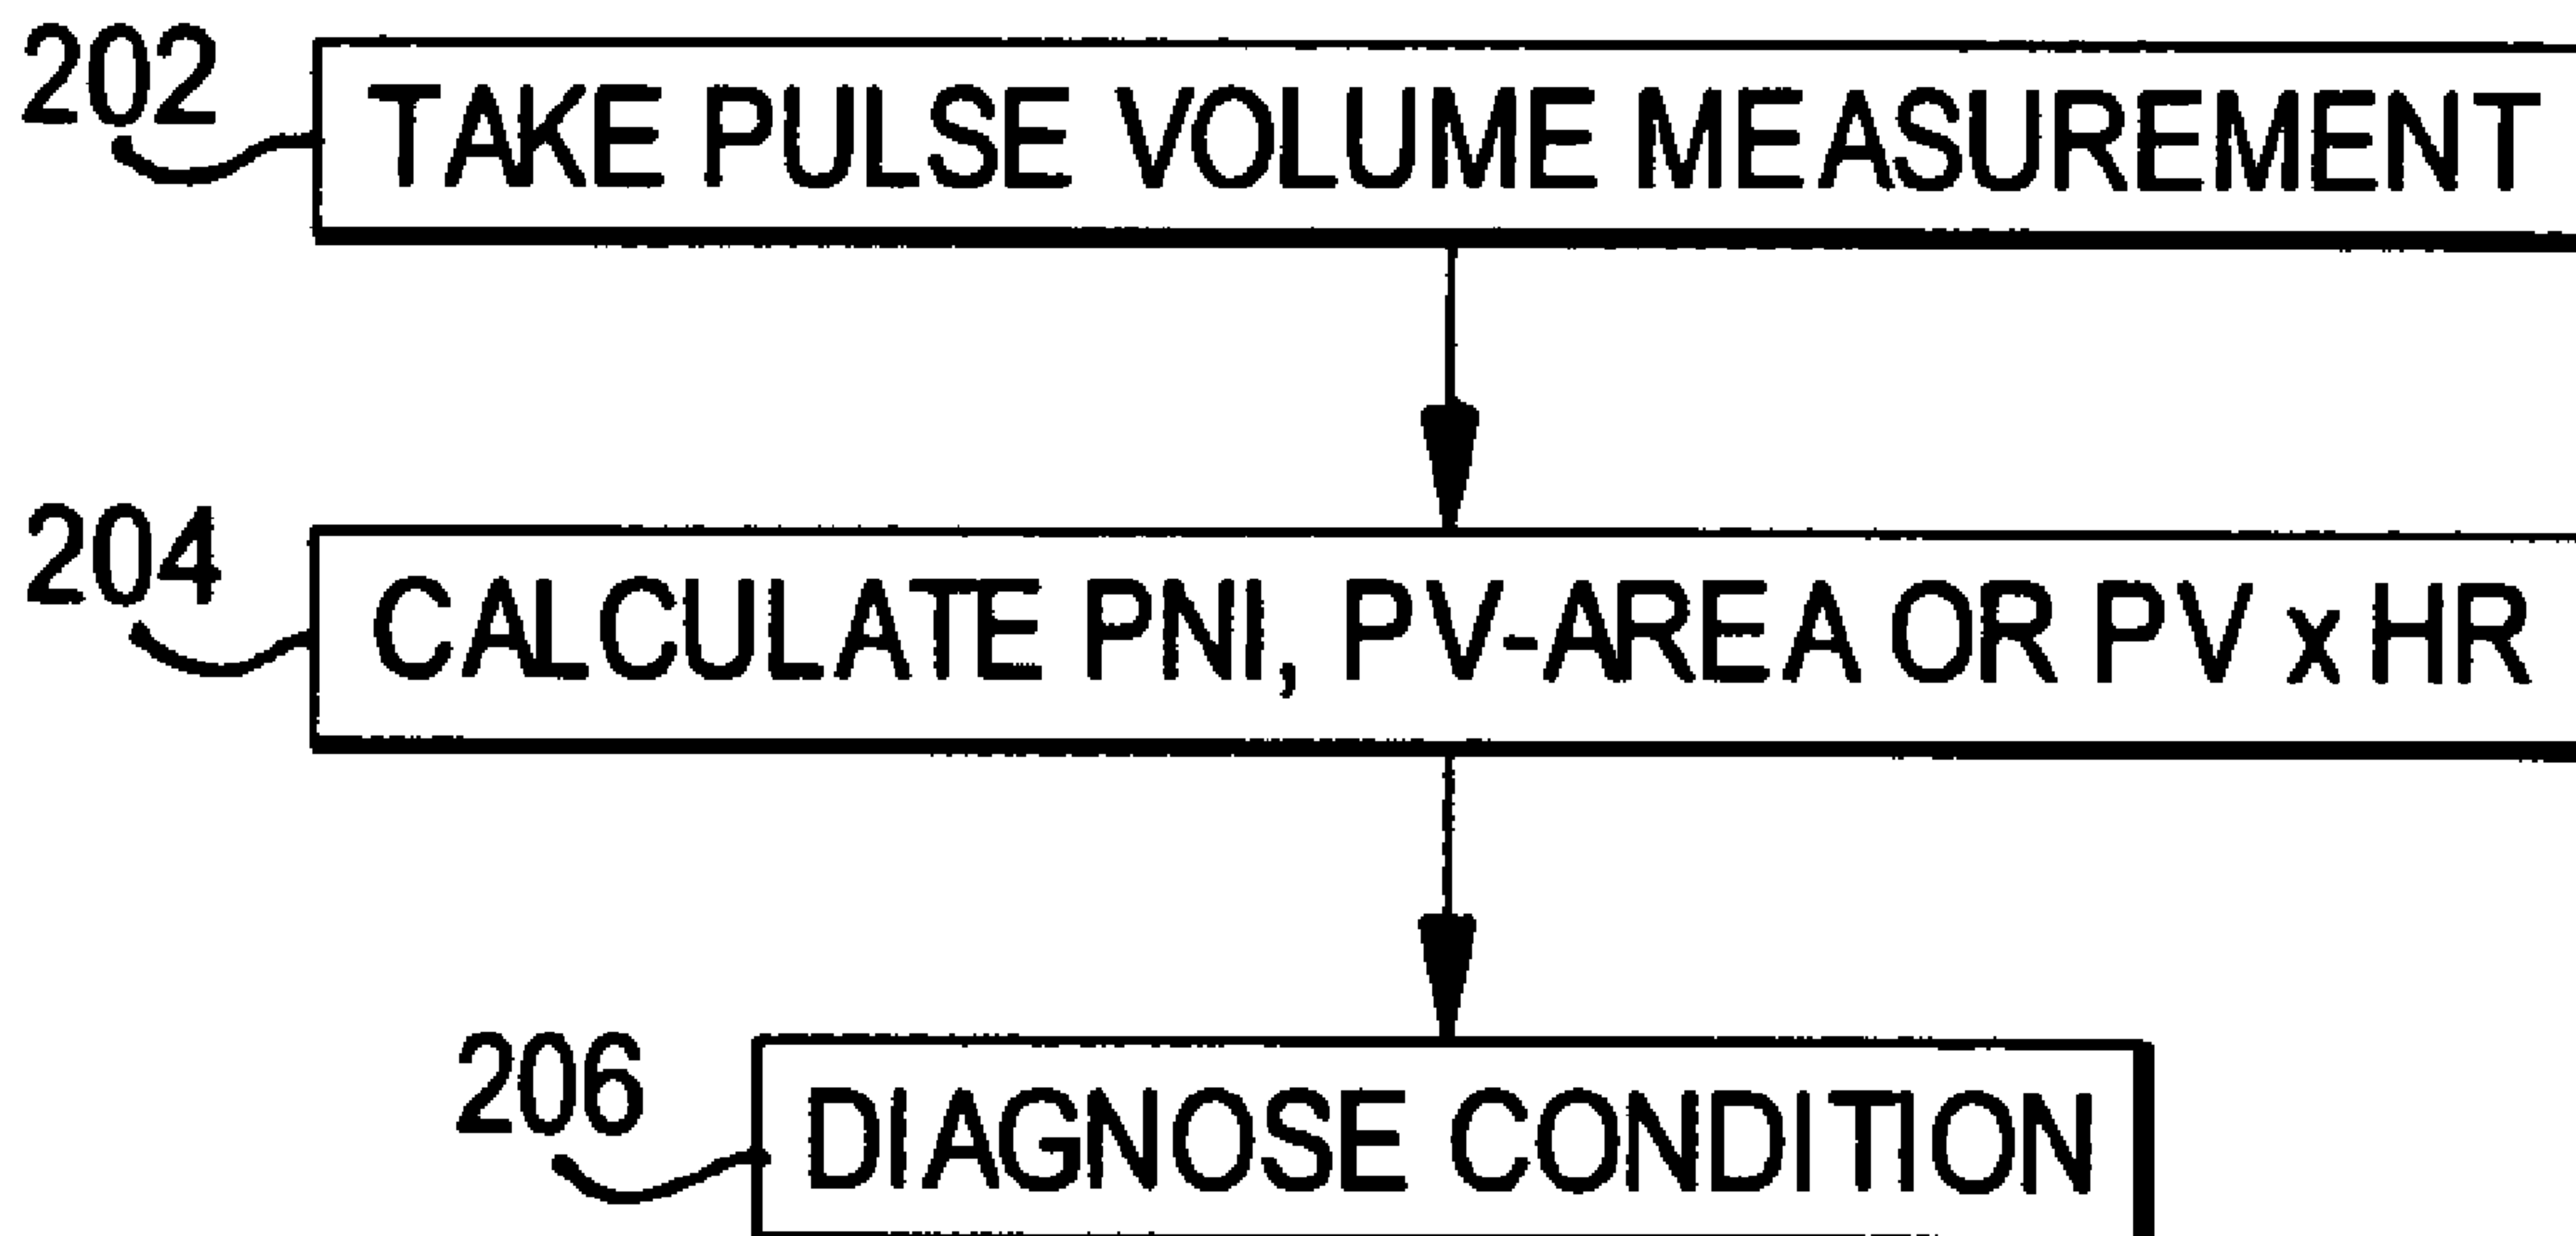 202
TAKE PULSE VOLUME MEASUREMENT
204
CALCULATE PNI, PV-AREA OR PV x HR
206
DIAGNOSE CONDITION